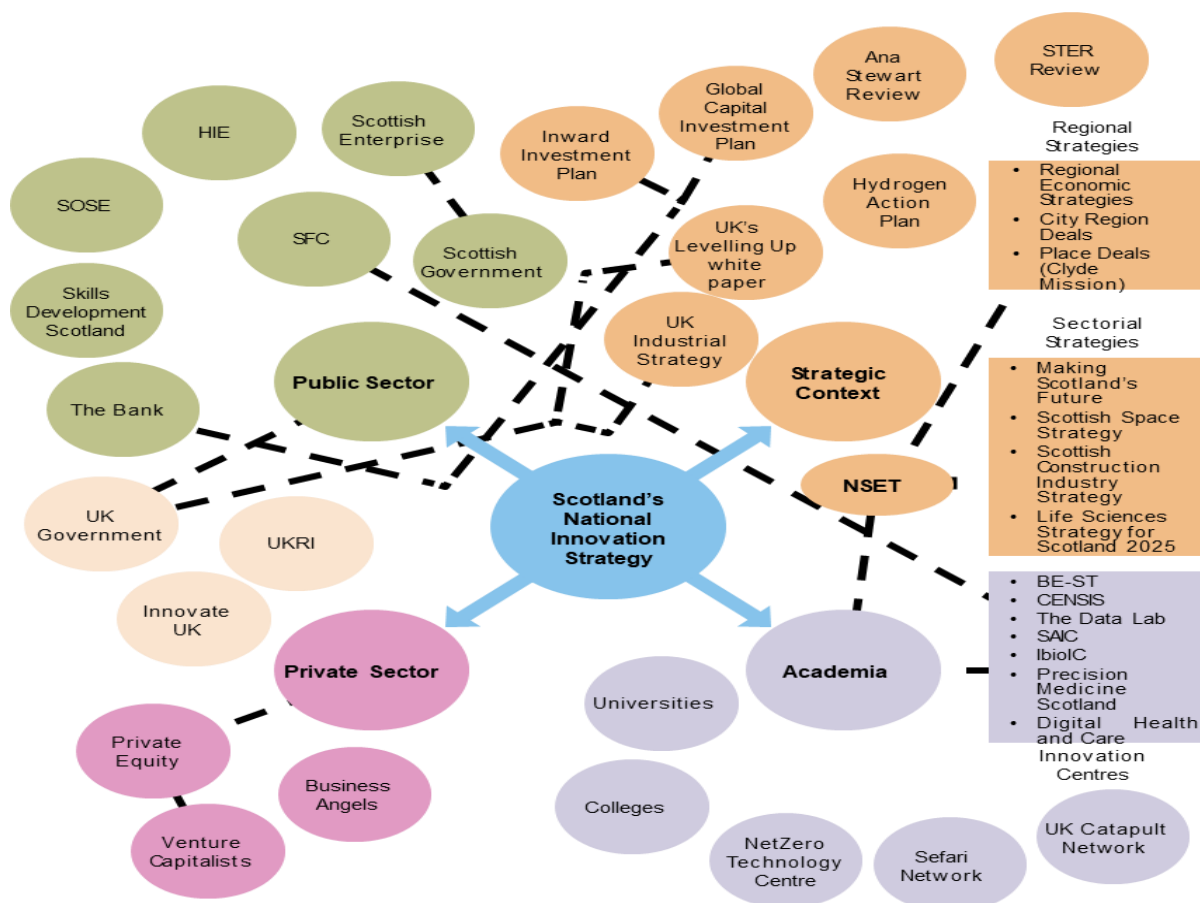 STER
Review
Ana
Stewart
Review
Global
Capital
Investment
Plan
Scottish
Enterprise
HIE
Inward
Investment
Plan
Regional
Strategies
• Regional
Economic
Strategies
• City Region
Deals
• Place Deals
(Clyde
Mission)
Hydrogen
Action
Plan
SOSE
SFC
Scottish
Government
UK's
Levelling Up
white
paper
Skills
Development
Scotland
UK
Industrial
Strategy
Sectorial
Strategies
• Making
Scotland's
Future
• Scottish Space
Strategy
• Scottish
Construction
Industry
Strategy
• Life Sciences
Strategy for
Scotland 2025
Public Sector
Strategic
Context
The Bank
NSET
Scotland's
National
Innovation
Strategy
UK
Government
UKRI
Innovate
UK
• BE-ST
• CENSIS
• The Data Lab
• SAIC
• IbioIC
• Precision
Medicine
Scotland
• Digital Health
and Care
Innovation
Centres
Private Sector
Academia
Universities
Private
Equity
Business
Angels
Colleges
Venture
Capitalists
NetZero
Technology
Centre
Sefari
Network
UK Catapult
Network